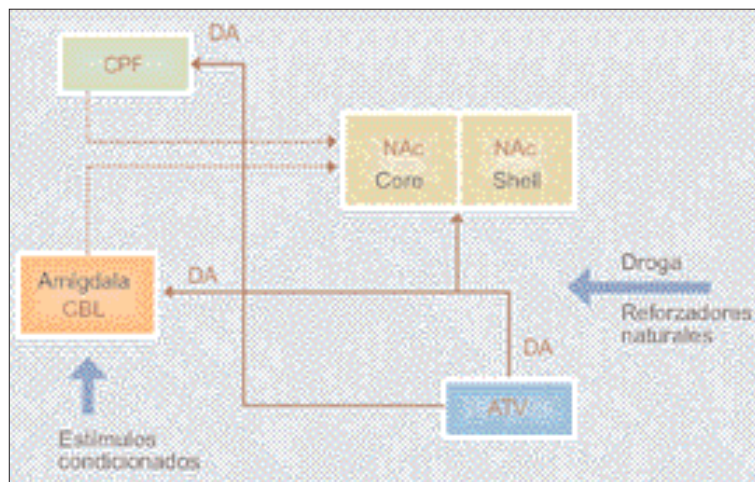 DA
CPF
NAc
Core
NAc
Shell
Amígdala
CBL
DA
Droga
Reforzadores
naturales
DA
ATV
Estímulos
condicionados